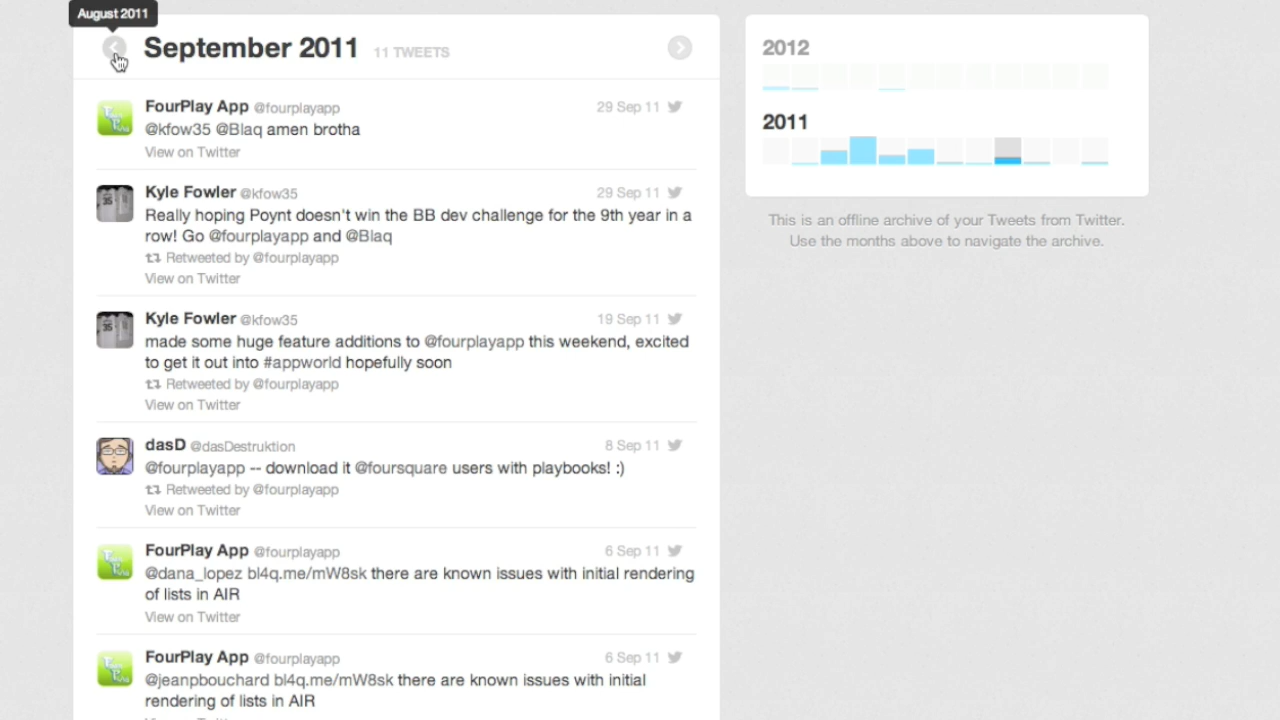 August 2011
September 2011 11 TWEETS
FourPlay App @fourplayapp 29 Sep 11
@kfow35 @Blaq amen brotha
View on Twitter
Kyle Fowler @kfow35 29 Sep 11
Really hoping Poynt doesn't win the BB dev challenge for the 9th year in a
row! Go @fourplayapp and @Blaq
Retweeted by @fourplayapp
View on Twitter
Kyle Fowler @kfow35 19 Sep 11
made some huge feature additions to @fourplayapp this weekend, excited
to get it out into #appworld hopefully soon
Retweeted by @fourplayapp
View on Twitter
dasD @dasDestruktion 8 Sep 11
@fourplayapp -- download it @foursquare users with playbooks! :)
Retweeted by @fourplayapp
View on Twitter
FourPlay App @fourplayapp 6 Sep 11
@dana_lopez bl4q.me/mW8sk there are known issues with initial rendering
of lists in AIR
View on Twitter
FourPlay App @fourplayapp 6 Sep 11
@jeanpbouchard bl4q.me/mW8sk there are known issues with initial
rendering of lists in AIR
View on Twitter
2012
2011
This is an offline archive of your Tweets from Twitter.
Use the months above to navigate the archive.